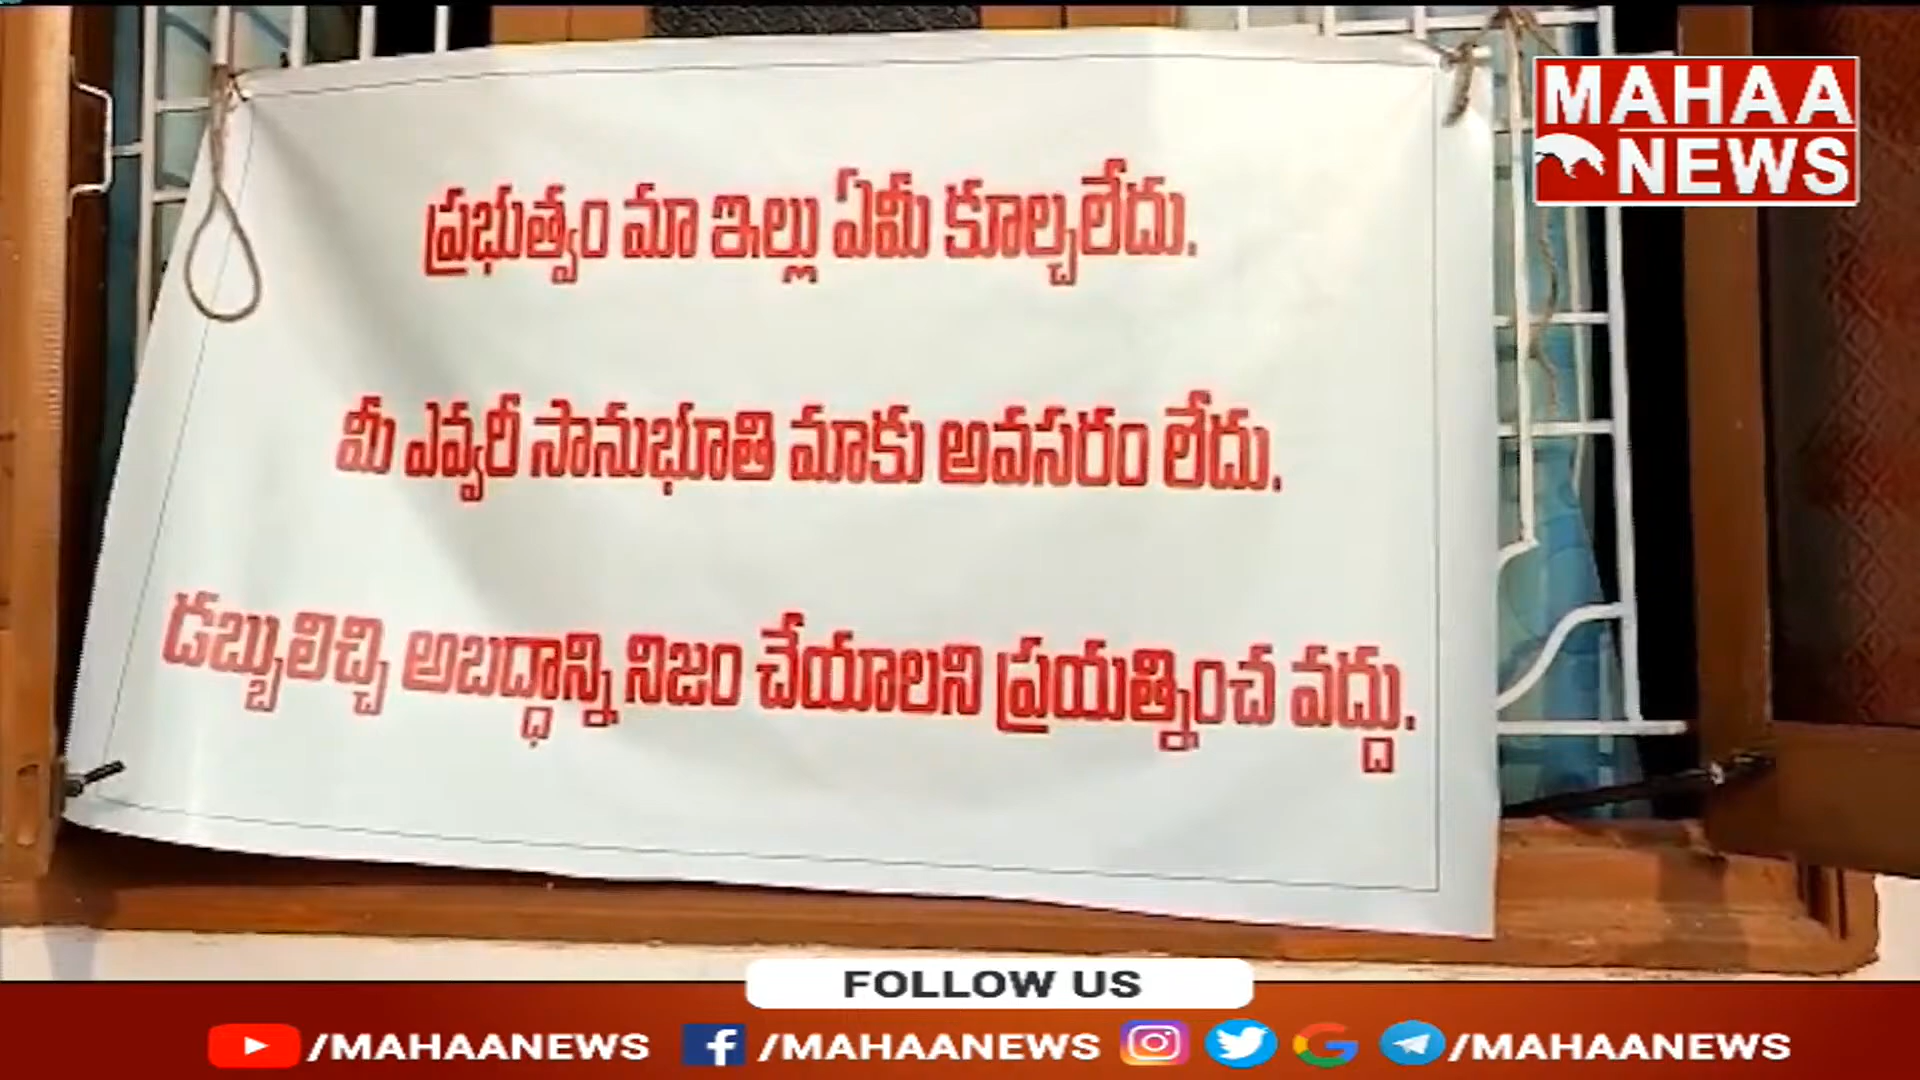 MAHAA
NEWS
ప్రభుత్వం మా ఇల్లు ఏమీ కూల్చలేదు.
మీ ఎవ్వరీ సానుభూతి మాకు అవసరం లేదు.
డబ్బులిచ్చి అబద్ధాన్ని నిజం చేయాలని ప్రయత్నించ వద్దు.
FOLLOW US
/MAHAANEWS /MAHAANEWS /MAHAANEWS